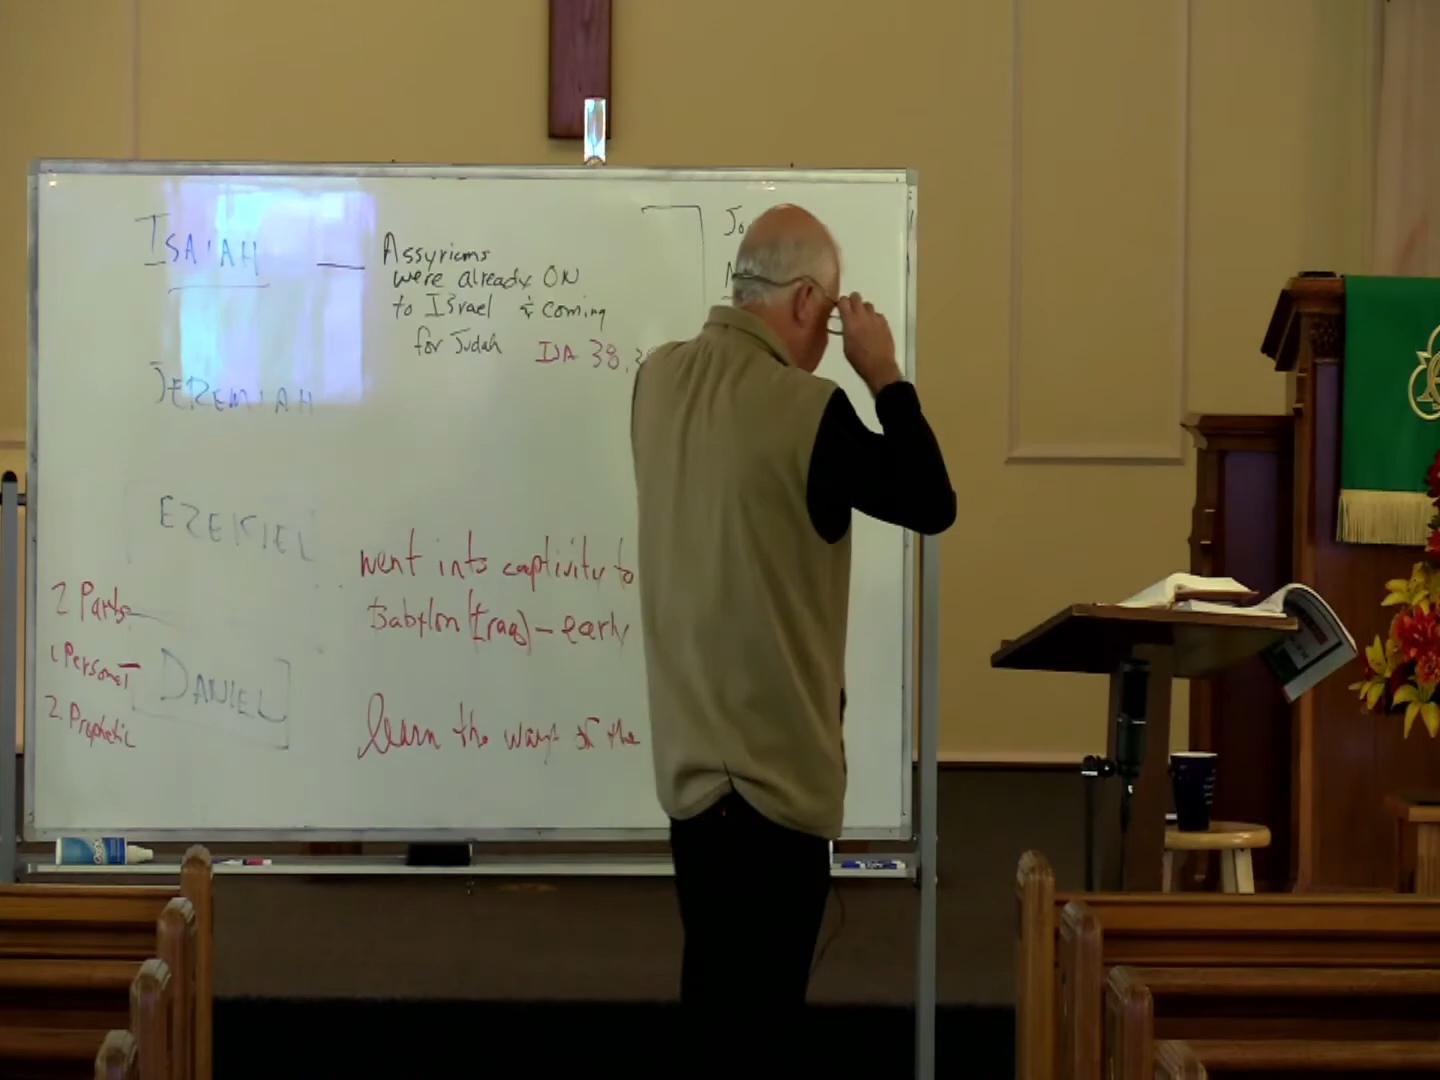 ISAIAH
Assyrians
were already ON
to Israel & coming
for Judah ISA 38,
JEREMIAH
EZEKIEL
went into captivity to
Babylon (Iraq) – early
2 Parts
1. Personal
2. Prophetic
DANIEL
learn the ways of the